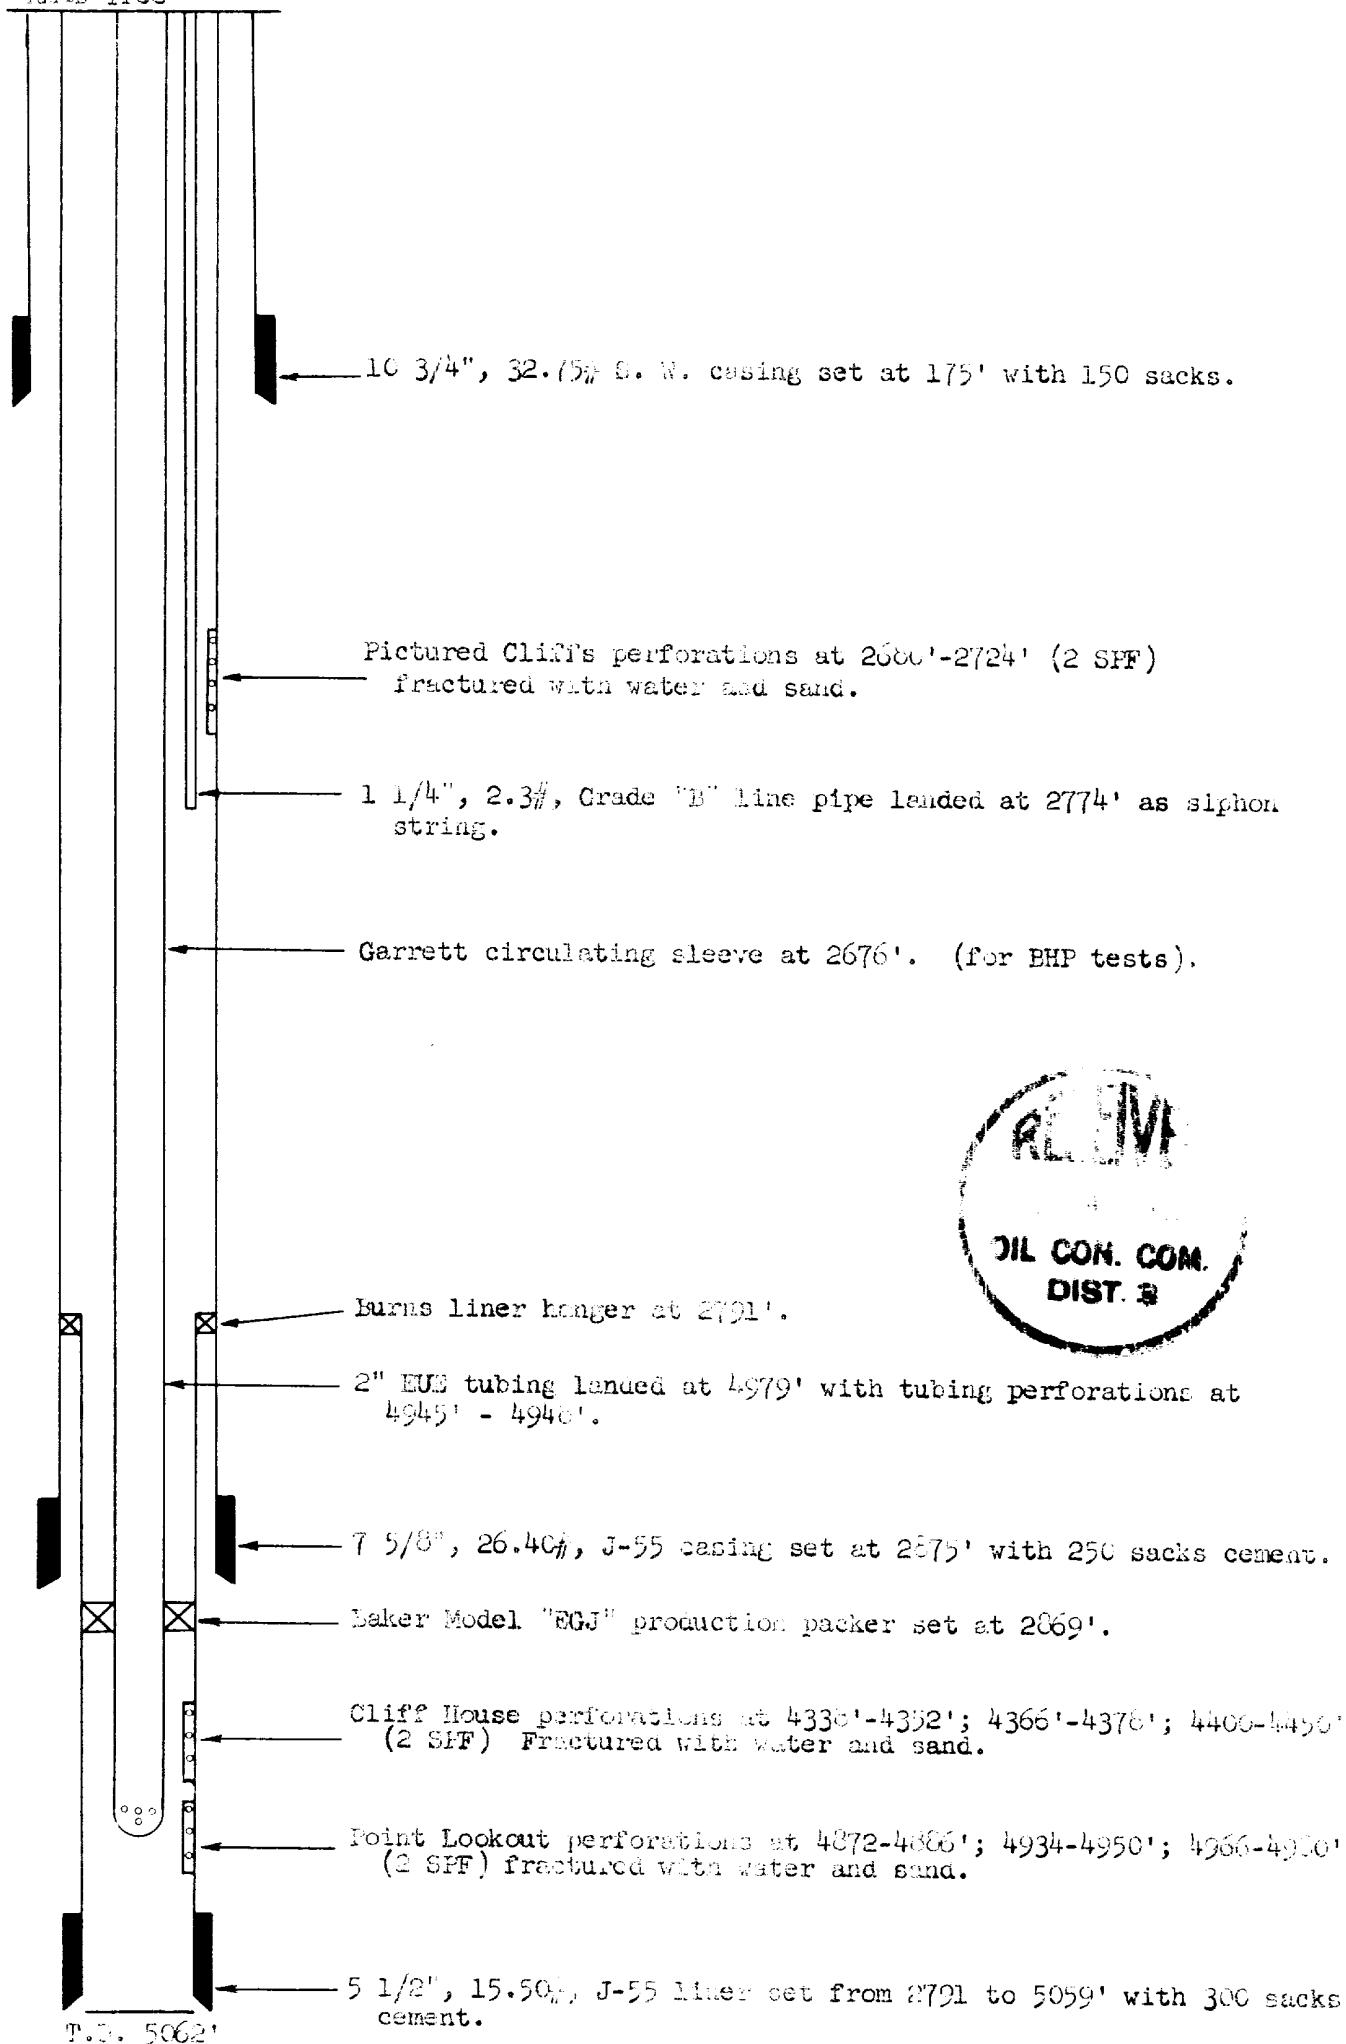 10 3/4", 32.75# S. W. casing set at 175' with 150 sacks.
Pictured Cliffs perforations at 2686'-2724' (2 SPF)
fractured with water and sand.
1 1/4", 2.3#, Grade "B" line pipe landed at 2774' as siphon
string.
Garrett circulating sleeve at 2676'. (for BHP tests).
OIL CON. COM.
DIST. 3
Burns liner hanger at 2791'.
2" EUE tubing landed at 4979' with tubing perforations at
4945' -
7 5/8", 26.40#, J-55 casing set at 2875' with 250 sacks cement.
Baker Model "EGJ" production packer set at 2869'.
Cliff House perforations at 4338'-4352'; 4366'-4378';
(2 SPF) Fractured with water and sand.
Point Lookout perforations at 4872-4886'; 4934-4950';
(2 SPF) fractured with water and sand.
5 1/2", 15.50#, J-55 liner set from 2791 to 5059' with 300 sacks
cement.
T.D. 5062'